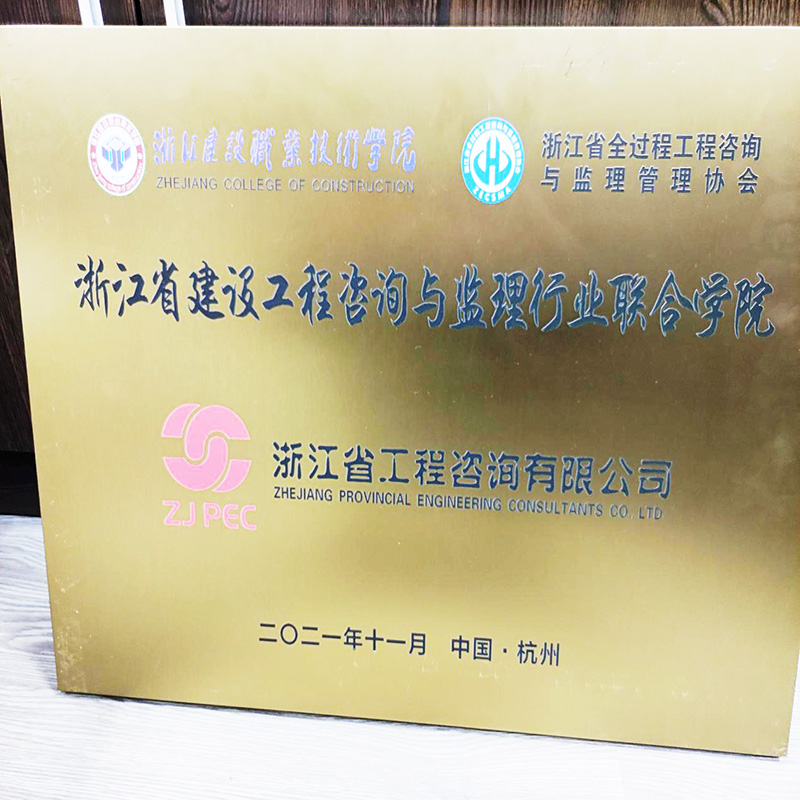 浙江建设職業技術學院
ZHEJIANG COLLEGE OF CONSTRUCTION
浙江省全过程工程咨询
与监理管理协会
浙江省建设工程咨询与监理行业联合学院
ZJPEC
浙江省工程咨询有限公司
ZHEJIANG PROVINCIAL ENGINEERING CONSULTANTS CO., LTD
二〇二一年十一月 中国·杭州